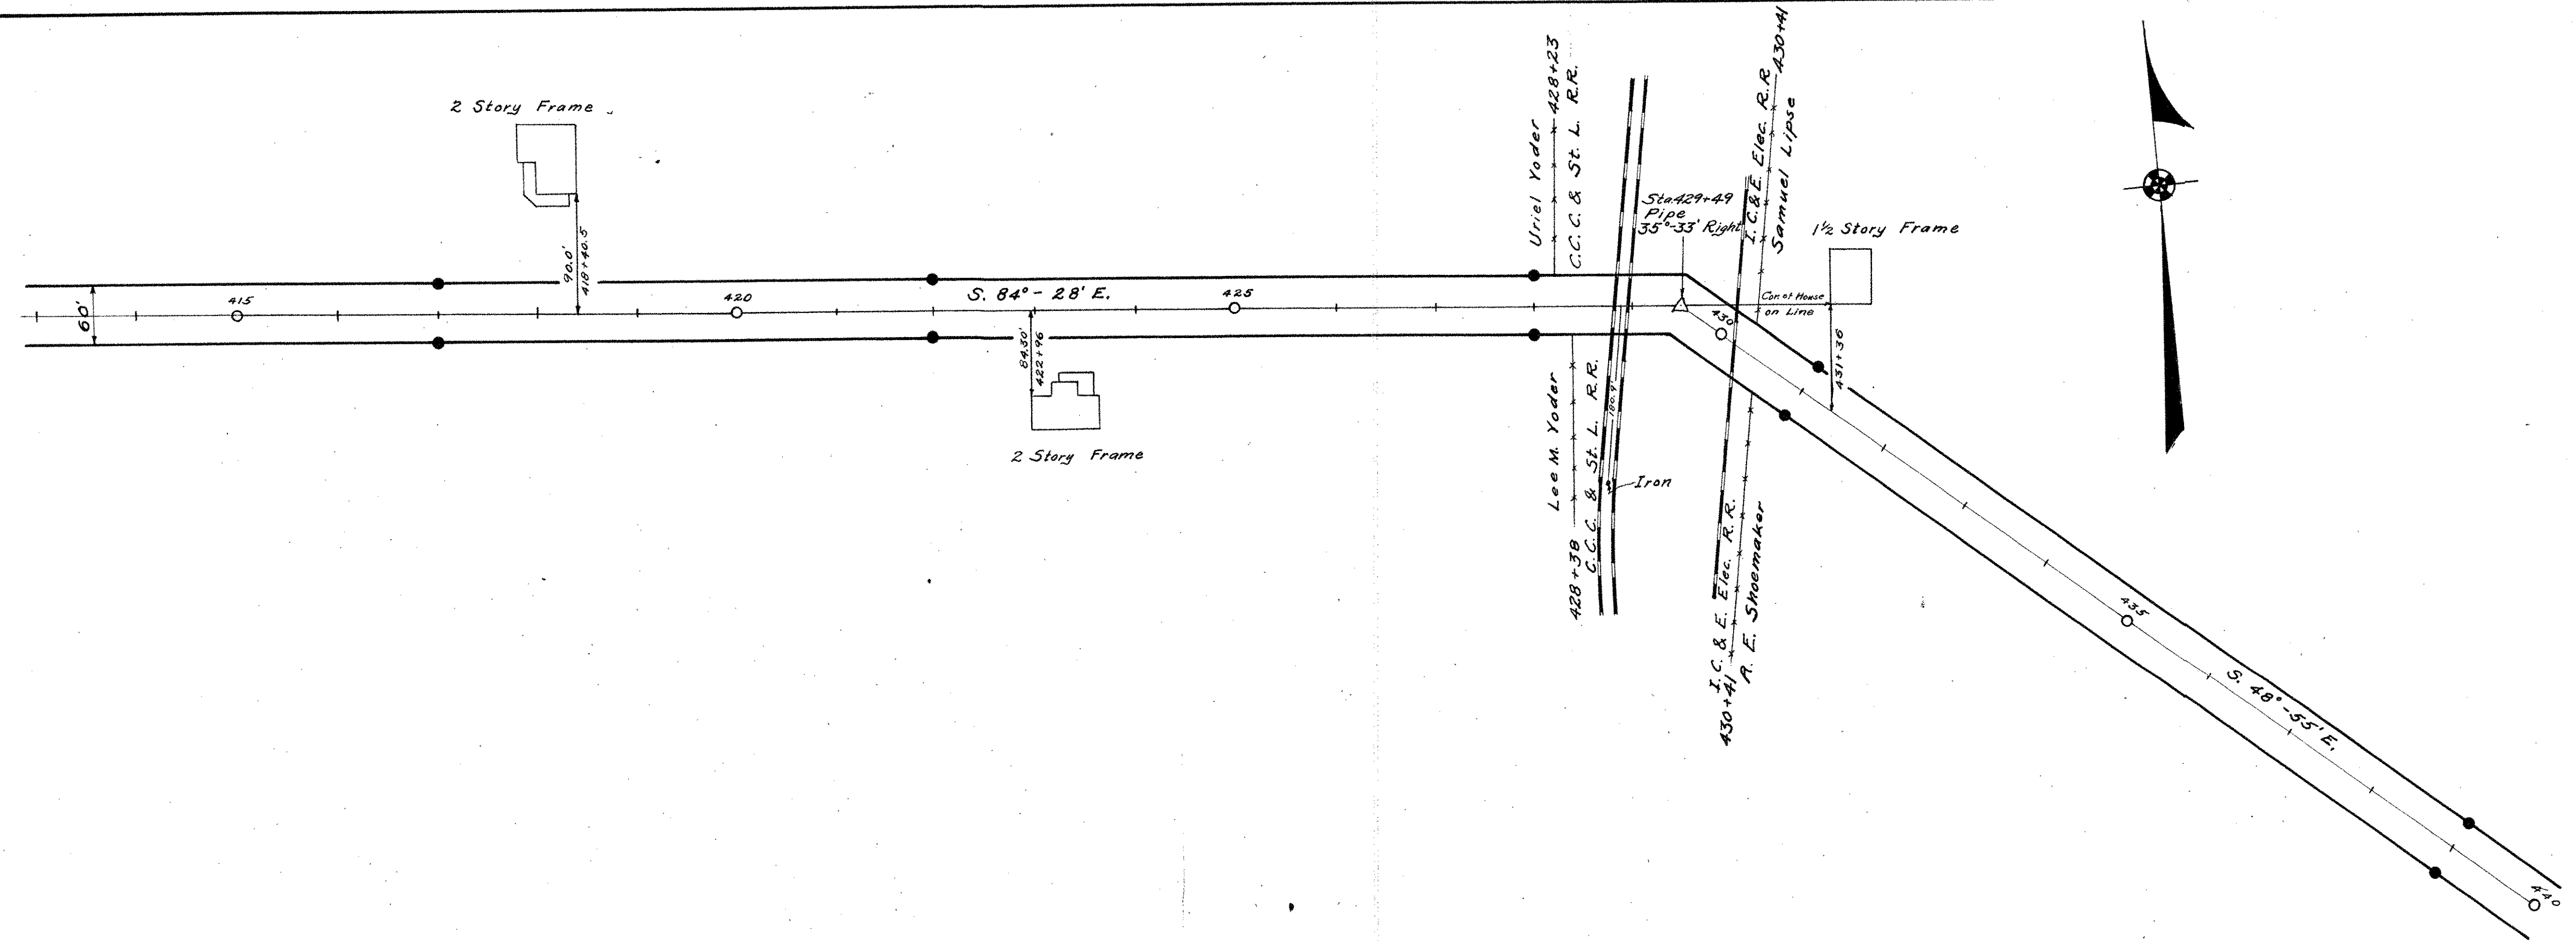 2 Story Frame
90.0'
418+40.5
60'
415
420
S. 84° - 28' E.
425
84.30'
422+96
2 Story Frame
Uriel Yoder
428+23
C.C.C. & St. L. R.R.
Sta.429+49
Pipe
35°-33' Right
I.C.&E. Elec. R.R.
430+41
Samuel Lipse
1½ Story Frame
Cor. of House
on Line
430
431+36
Lee M. Yoder
428+38
C.C.C. & St. L. R.R.
180.9'
Iron
I.C. & E. Elec. R.R.
430+41
R. E. Shoemaker
435
S. 48° - 55' E.
440